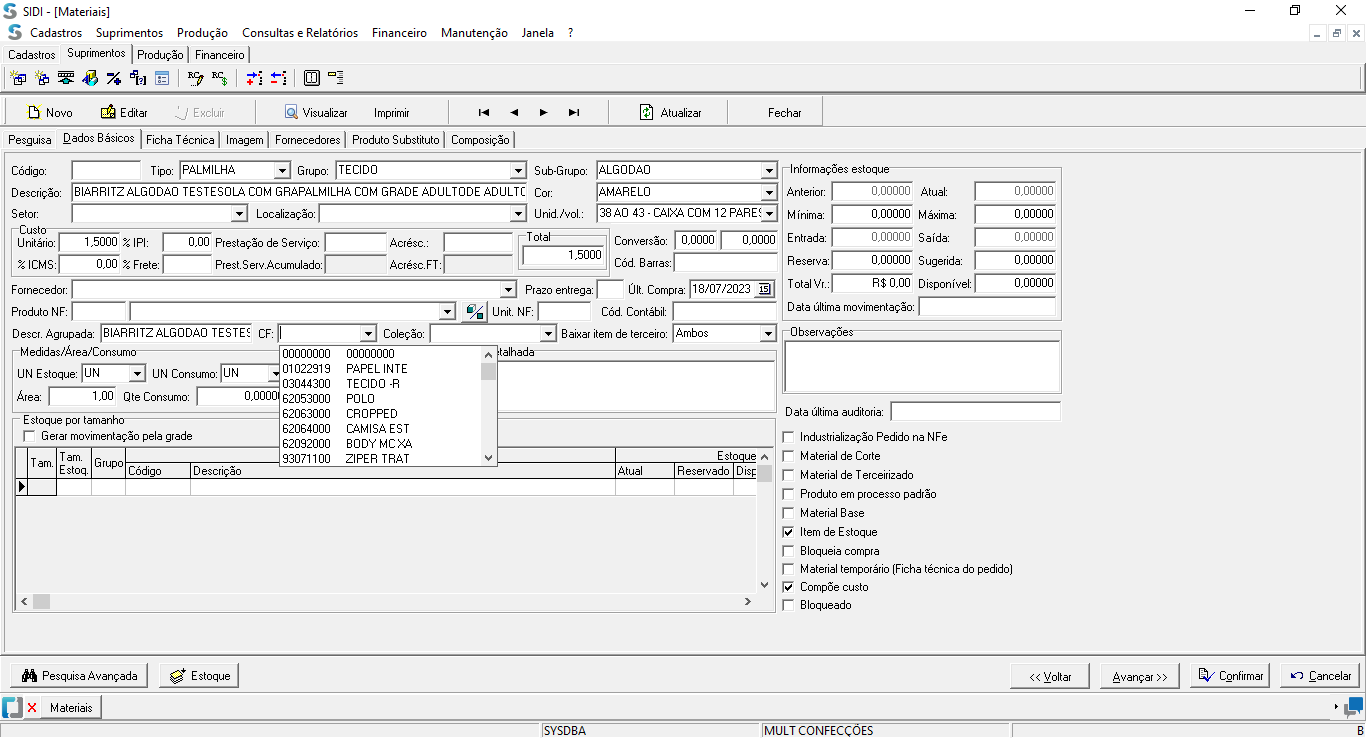 SIDI - [Materiais]
Cadastros Suprimentos Produção Consultas e Relatórios Financeiro Manutenção Janela ?
Cadastros Suprimentos Produção Financeiro
Novo Editar Excluir Visualizar Imprimir Atualizar Fechar
Pesquisa Dados Básicos Ficha Técnica Imagem Fornecedores Produto Substituto Composição
Código: Tipo: PALMILHA Grupo: TECIDO Sub-Grupo: ALGODAO
Descrição: BIARRITZ ALGODAO TESTESOLA COM GRAPALMILHA COM GRADE ADULTODE ADULTO Cor: AMARELO
Setor: Localização: Unid./vol.: 38 AO 43 - CAIXA COM 12 PARES
Custo
Unitário: 1,5000 % IPI: 0,00 Prestação de Serviço: Acrésc.: Total 1,5000 Conversão: 0,0000 0,0000
% ICMS: 0,00 % Frete: Prest.Serv.Acumulado: Acrésc.FT: Cód. Barras:
Fornecedor: Prazo entrega: Últ. Compra: 18/07/2023 15
Produto NF: Unit. NF: Cód. Contábil:
Descr. Agrupada: BIARRITZ ALGODAO TESTES CF: Coleção: Baixar item de terceiro: Ambos
00000000 00000000
01022919 PAPEL INTE
03044300 TECIDO -R
62053000 POLO
62063000 CROPPED
62064000 CAMISA EST
62092000 BODY MC XA
93071100 ZIPER TRAT
Medidas/Área/Consumo
etalhada
UN Estoque: UN UN Consumo: UN
Área: 1,00 Qte Consumo: 0,0000
Estoque por tamanho
Gerar movimentação pela grade
Tam. Tam. Estoq. Grupo Código Descrição Estoque Atual Reservado Disp
Informações estoque
Anterior: 0,00000 Atual: 0,00000
Mínima: 0,00000 Máxima: 0,00000
Entrada: 0,00000 Saída: 0,00000
Reserva: 0,00000 Sugerida: 0,00000
Total Vr.: R$ 0,00 Disponível: 0,00000
Data última movimentação:
Observações
Data última auditoria:
Industrialização Pedido na NFe
Material de Corte
Material de Terceirizado
Produto em processo padrão
Material Base
Item de Estoque
Bloqueia compra
Material temporário (Ficha técnica do pedido)
Compõe custo
Bloqueado
Pesquisa Avançada Estoque << Voltar Avançar >> Confirmar Cancelar
Materiais
SYSDBA MULT CONFECÇÕES B